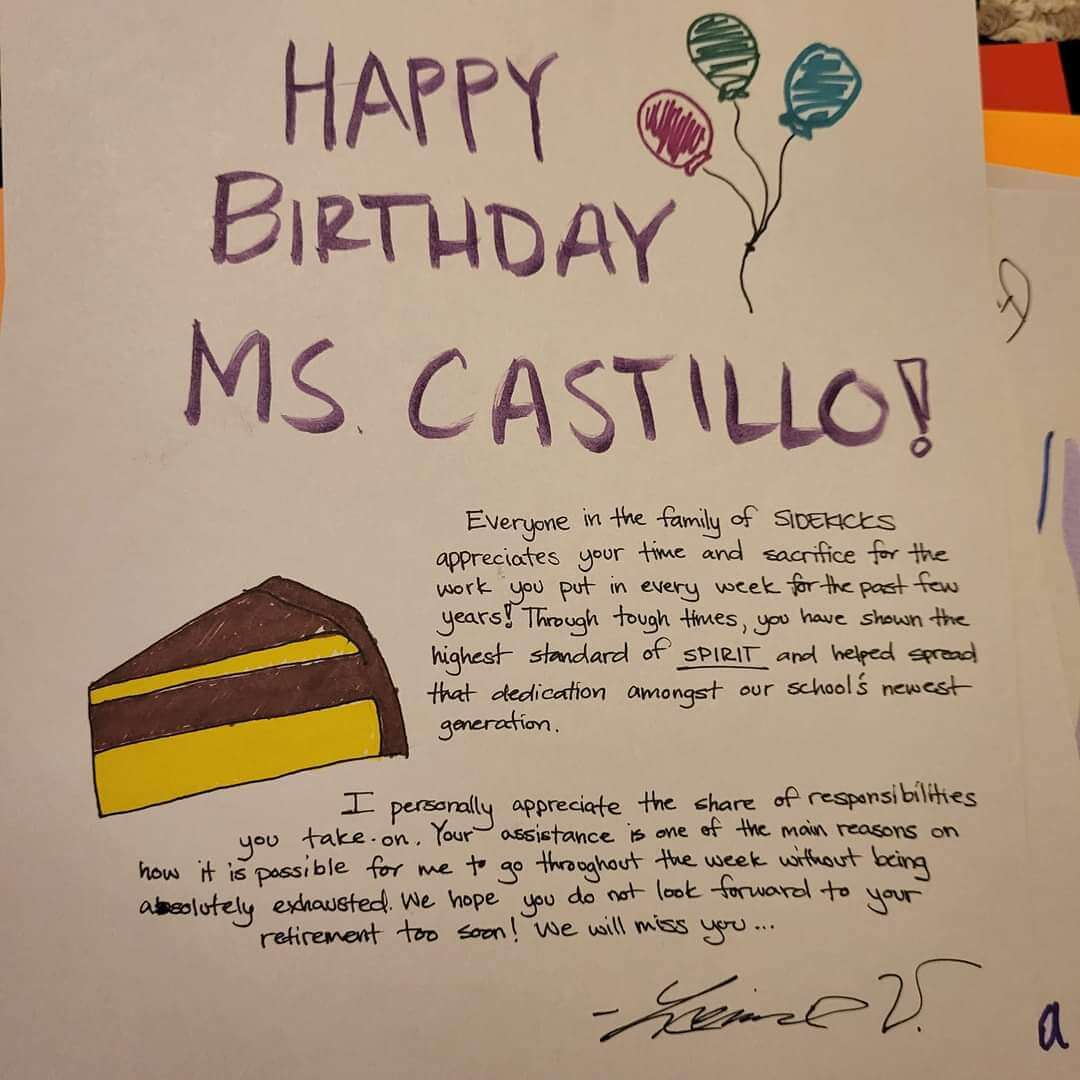 HAPPY
BIRTHDAY
MS. CASTILLO!
Everyone in the family of SIDEKICKS
appreciates your time and sacrifice for the
work you put in every week for the past few
years! Through tough times, you have shown the
highest standard of SPIRIT and helped spread
that dedication amongst our school's newest
generation.
I personally appreciate the share of responsibilities
you take on. Your assistance is one of the main reasons on
how it is possible for me to go throoghout the week without being
absolutely exhausted. We hope you do not look forward to your
retirement too soon! We will miss you...
V.
a